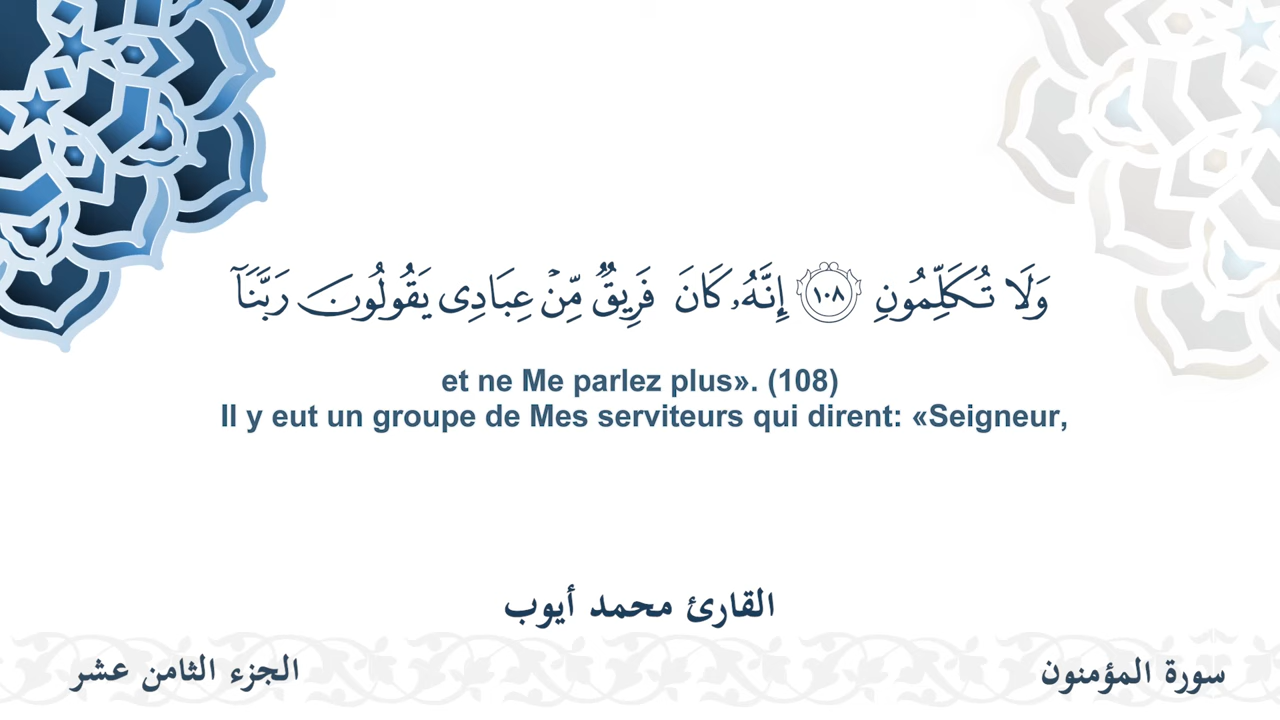 وَلَا تُكَلِّمُونِ ١٠٨ إِنَّهُۥ كَانَ فَرِيقٌ مِّنْ عِبَادِى يَقُولُونَ رَبَّنَآ
et ne Me parlez plus». (108)
Il y eut un groupe de Mes serviteurs qui dirent: «Seigneur,
القارئ محمد أيوب
سورة المؤمنون
الجزء الثامن عشر